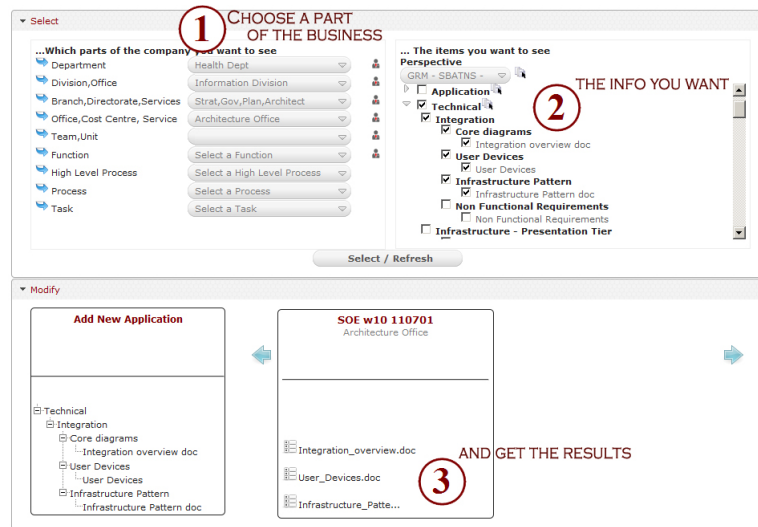 Select
1 CHOOSE A PART
OF THE BUSINESS
...Which parts of the company you want to see
Department Health Dept
Division,Office Information Division
Branch,Directorate,Services Strat,Gov,Plan,Architect
Office,Cost Centre, Service Architecture Office
Team,Unit
Function Select a Function
High Level Process Select a High Level Process
Process Select a Process
Task Select a Task
... The items you want to see
Perspective
GRM - SBATNS -
2 THE INFO YOU WANT
Application
Technical
Integration
Core diagrams
Integration overview doc
User Devices
User Devices
Infrastructure Pattern
Infrastructure Pattern doc
Non Functional Requirements
Non Functional Requirements
Infrastructure - Presentation Tier
Select / Refresh
Modify
Add New Application
Technical
Integration
Core diagrams
Integration overview doc
User Devices
User Devices
Infrastructure Pattern
Infrastructure Pattern doc
SOE w10 110701
Architecture Office
Integration_overview.doc
User_Devices.doc
Infrastructure_Patte...
3 AND GET THE RESULTS